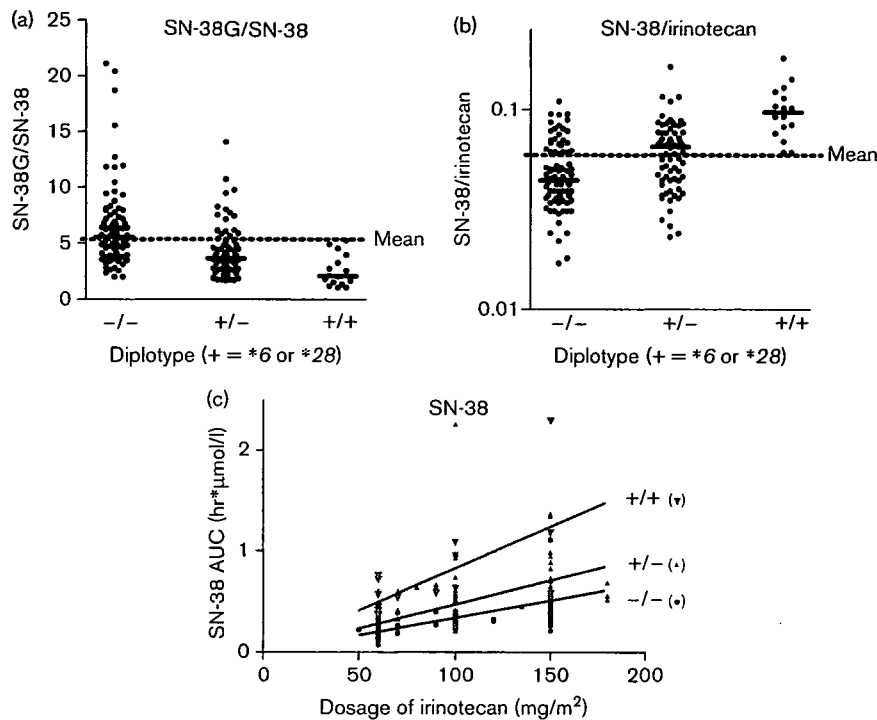 (a)
SN-38G/SN-38
25
20
15
10
5
0
SN-38G/SN-38
Mean
−/−
+/−
+/+
Diplotype (+ = *6 or *28)
(b)
SN-38/irinotecan
0.1
0.01
SN-38/irinotecan
Mean
−/−
+/−
+/+
Diplotype (+ = *6 or *28)
(c)
SN-38
2
1
0
SN-38 AUC (hr*μmol/l)
+/+ (▼)
+/− (▲)
−/− (●)
0
50
100
150
200
Dosage of irinotecan (mg/m²)